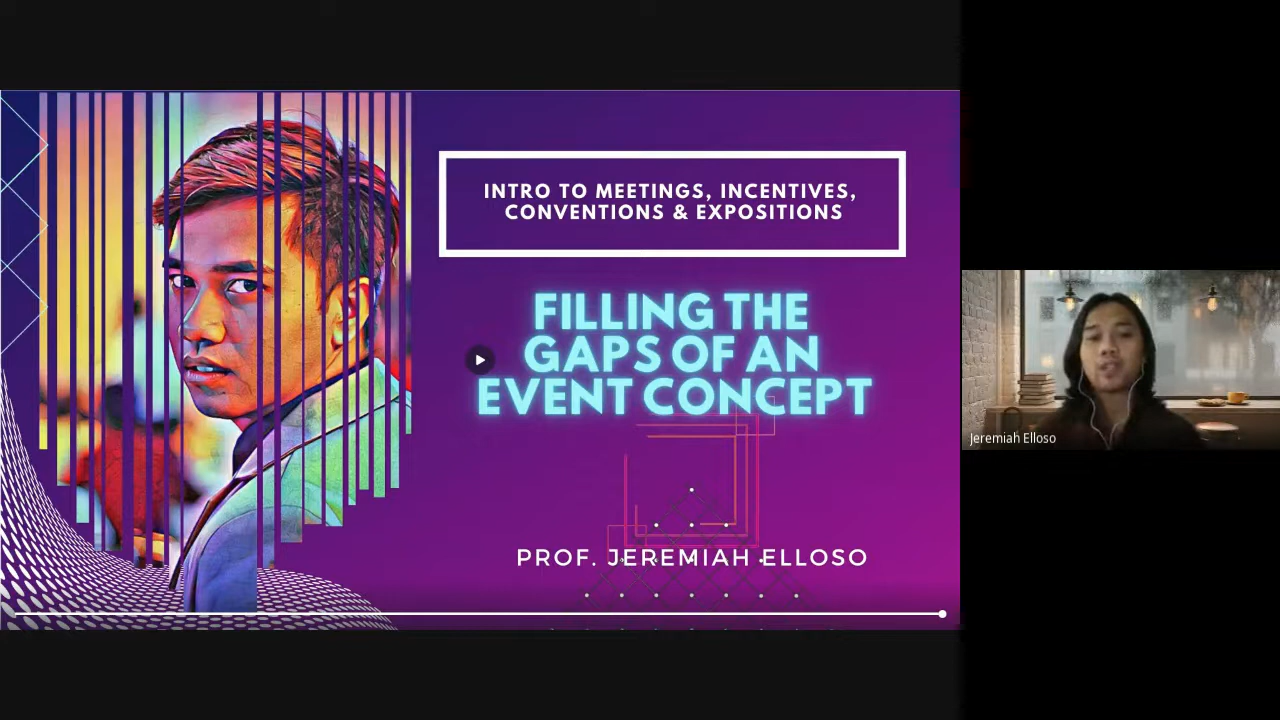 INTRO TO MEETINGS, INCENTIVES,
CONVENTIONS & EXPOSITIONS
FILLING THE
GAPS OF AN
EVENT CONCEPT
PROF. JEREMIAH ELLOSO
Jeremiah Elloso